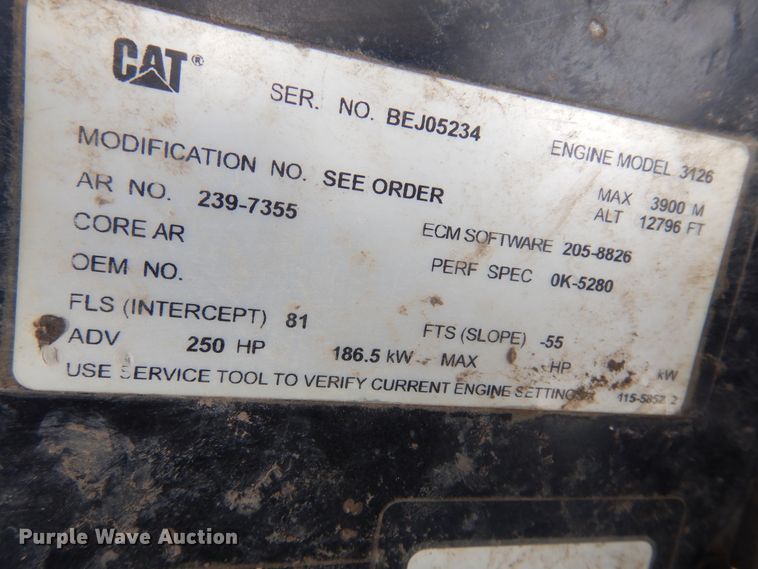 CAT®
SER. NO. BEJ05234
ENGINE MODEL 3126
MODIFICATION NO. SEE ORDER
MAX 3900 M
ALT 12796 FT
AR NO. 239-7355
ECM SOFTWARE 205-8826
CORE AR
PERF SPEC 0K-5280
OEM NO.
FLS (INTERCEPT) 81
FTS (SLOPE) -55
ADV 250 HP 186.5 kW MAX HP kW
USE SERVICE TOOL TO VERIFY CURRENT ENGINE SETTINGS
Purple Wave Auction